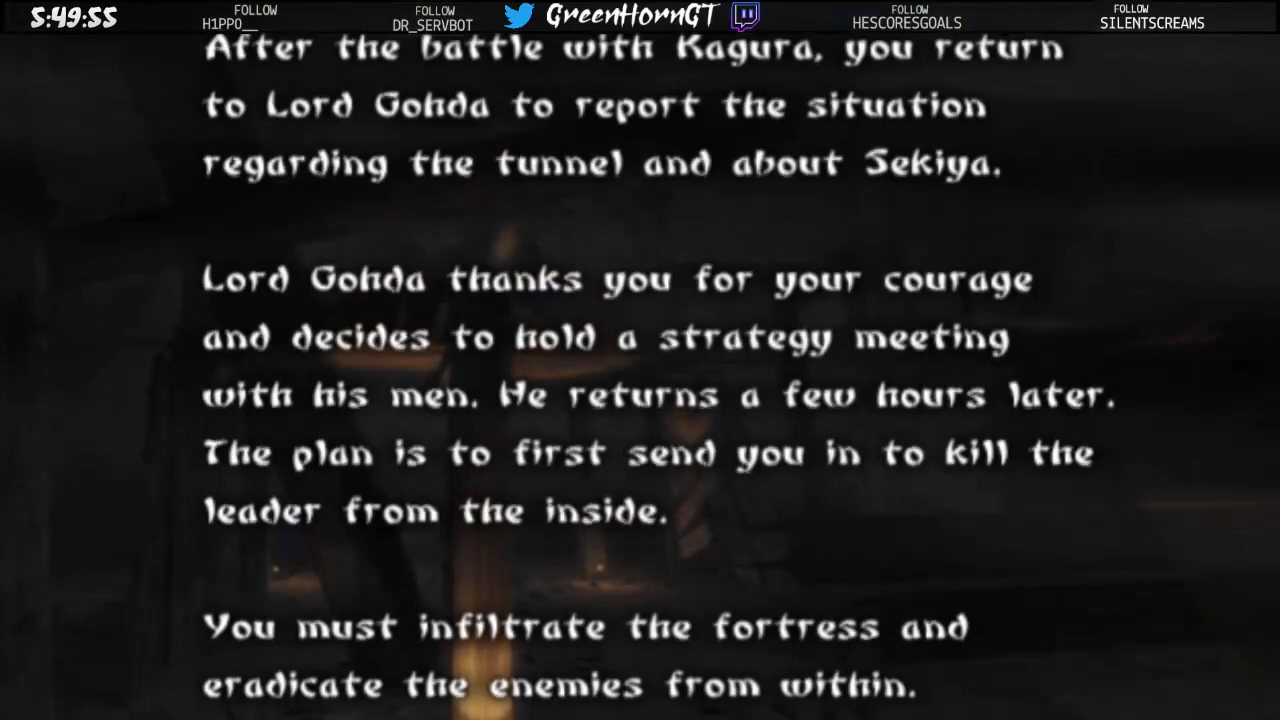 5:49:55
FOLLOW
H1PP0__
FOLLOW
DR_SERVBOT
GreenHornGT
FOLLOW
HESCORESGOALS
FOLLOW
SILENTSCREAMS
After the battle with Kagura, you return
to Lord Gohda to report the situation
regarding the tunnel and about Sekiya.
Lord Gohda thanks you for your courage
and decides to hold a strategy meeting
with his men. He returns a few hours later.
The plan is to first send you in to kill the
leader from the inside.
You must infiltrate the fortress and
eradicate the enemies from within.